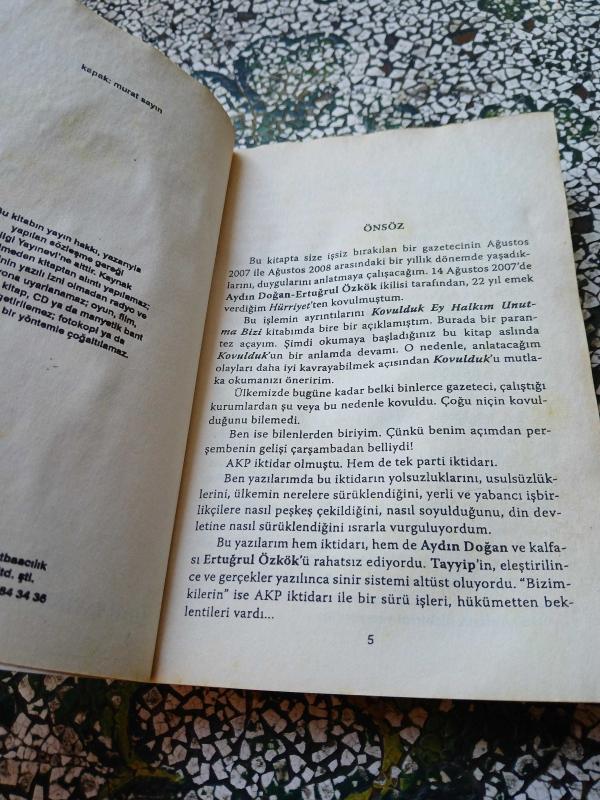 kapak: murat sayın
Bu kitabın yayın hakkı, yazarıyla
yapılan sözleşme gereği
Bilgi Yayınevi'ne aittir. Kaynak
meden kitaptan alıntı yapılamaz;
nin yazılı izni olmadan radyo ve
rona uyarlanamaz; oyun, film,
kitap, CD ya da manyetik bant
getirilemez; fotokopi ya da
bir yöntemle çoğaltılamaz.
tbaacılık
td. şti.
84 34 36
ÖNSÖZ
Bu kitapta size işsiz bırakılan bir gazetecinin Ağustos
2007 ile Ağustos 2008 arasındaki bir yıllık dönemde yaşadık-
larını, duygularını anlatmaya çalışacağım. 14 Ağustos 2007'de
Aydın Doğan-Ertuğrul Özkök ikilisi tarafından, 22 yıl emek
verdiğim Hürriyet'ten kovulmuştum.
Bu işlemin ayrıntılarını Kovulduk Ey Halkım Unut-
ma Bizi kitabımda bire bir açıklamıştım. Burada bir paran-
tez açayım. Şimdi okumaya başladığınız bu kitap aslında
Kovulduk'un bir anlamda devamı. O nedenle, anlatacağım
olayları daha iyi kavrayabilmek açısından Kovulduk'u mutla-
ka okumanızı öneririm.
Ülkemizde bugüne kadar belki binlerce gazeteci, çalıştığı
kurumlardan şu veya bu nedenle kovuldu. Çoğu niçin kovul-
duğunu bilemedi.
Ben ise bilenlerden biriyim. Çünkü benim açımdan per-
şembenin gelişi çarşambadan belliydi!
AKP iktidar olmuştu. Hem de tek parti iktidarı.
Ben yazılarımda bu iktidarın yolsuzluklarını, usulsüzlük-
lerini, ülkemin nerelere sürüklendiğini, yerli ve yabancı işbir-
likçilere nasıl peşkeş çekildiğini, nasıl soyulduğunu, din dev-
letine nasıl sürüklendiğini ısrarla vurguluyordum.
Bu yazılarım hem iktidarı, hem de Aydın Doğan ve kalfa-
sı Ertuğrul Özkök'ü rahatsız ediyordu. Tayyip'in, eleştirilin-
ce ve gerçekler yazılınca sinir sistemi altüst oluyordu. "Bizim-
kilerin" ise AKP iktidarı ile bir sürü işleri, hükümetten bek-
lentileri vardı...
5